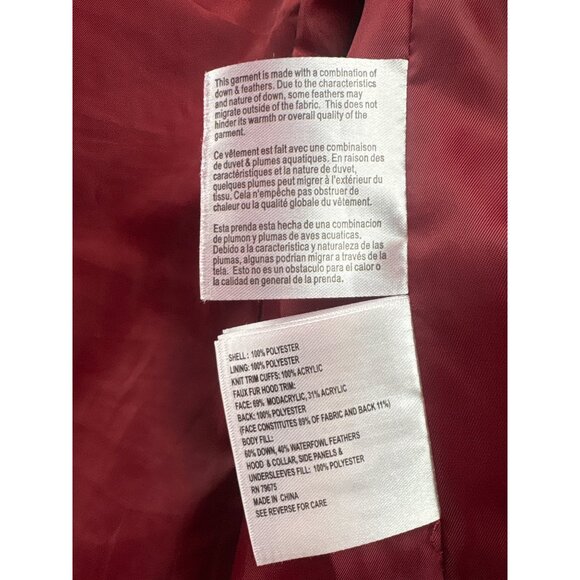 This garment is made with a combination of
down & feathers. Due to the characteristics
and nature of down, some feathers may
migrate outside of the fabric. This does not
hinder its warmth or overall quality of the
garment.
Ce vêtement est fait avec une combinaison
de duvet & plumes aquatiques. En raison des
caractéristiques et la nature de duvet,
quelques plumes peut migrer à l'extérieur du
tissu. Cela n'empêche pas obstruer de
chaleur ou la qualité globale du vêtement.
Esta prenda esta hecha de una combinacion
de plumon y plumas de aves acuaticas.
Debido a la caracteristica y naturaleza de las
plumas, algunas podrían migrar a través de la
tela. Esto no es un obstaculo para el calor o
la calidad en general de la prenda.
SHELL: 100% POLYESTER
LINING: 100% POLYESTER
KNIT TRIM CUFFS: 100% ACRYLIC
FAUX FUR HOOD TRIM:
FACE: 69% MODACRYLIC, 31% ACRYLIC
BACK: 100% POLYESTER
(FACE CONSTITUTES 89% OF FABRIC AND BACK 11%)
BODY FILL:
60% DOWN, 40% WATERFOWL FEATHERS
HOOD & COLLAR, SIDE PANELS &
UNDERSLEEVES FILL: 100% POLYESTER
RN 79675
MADE IN CHINA
SEE REVERSE FOR CARE